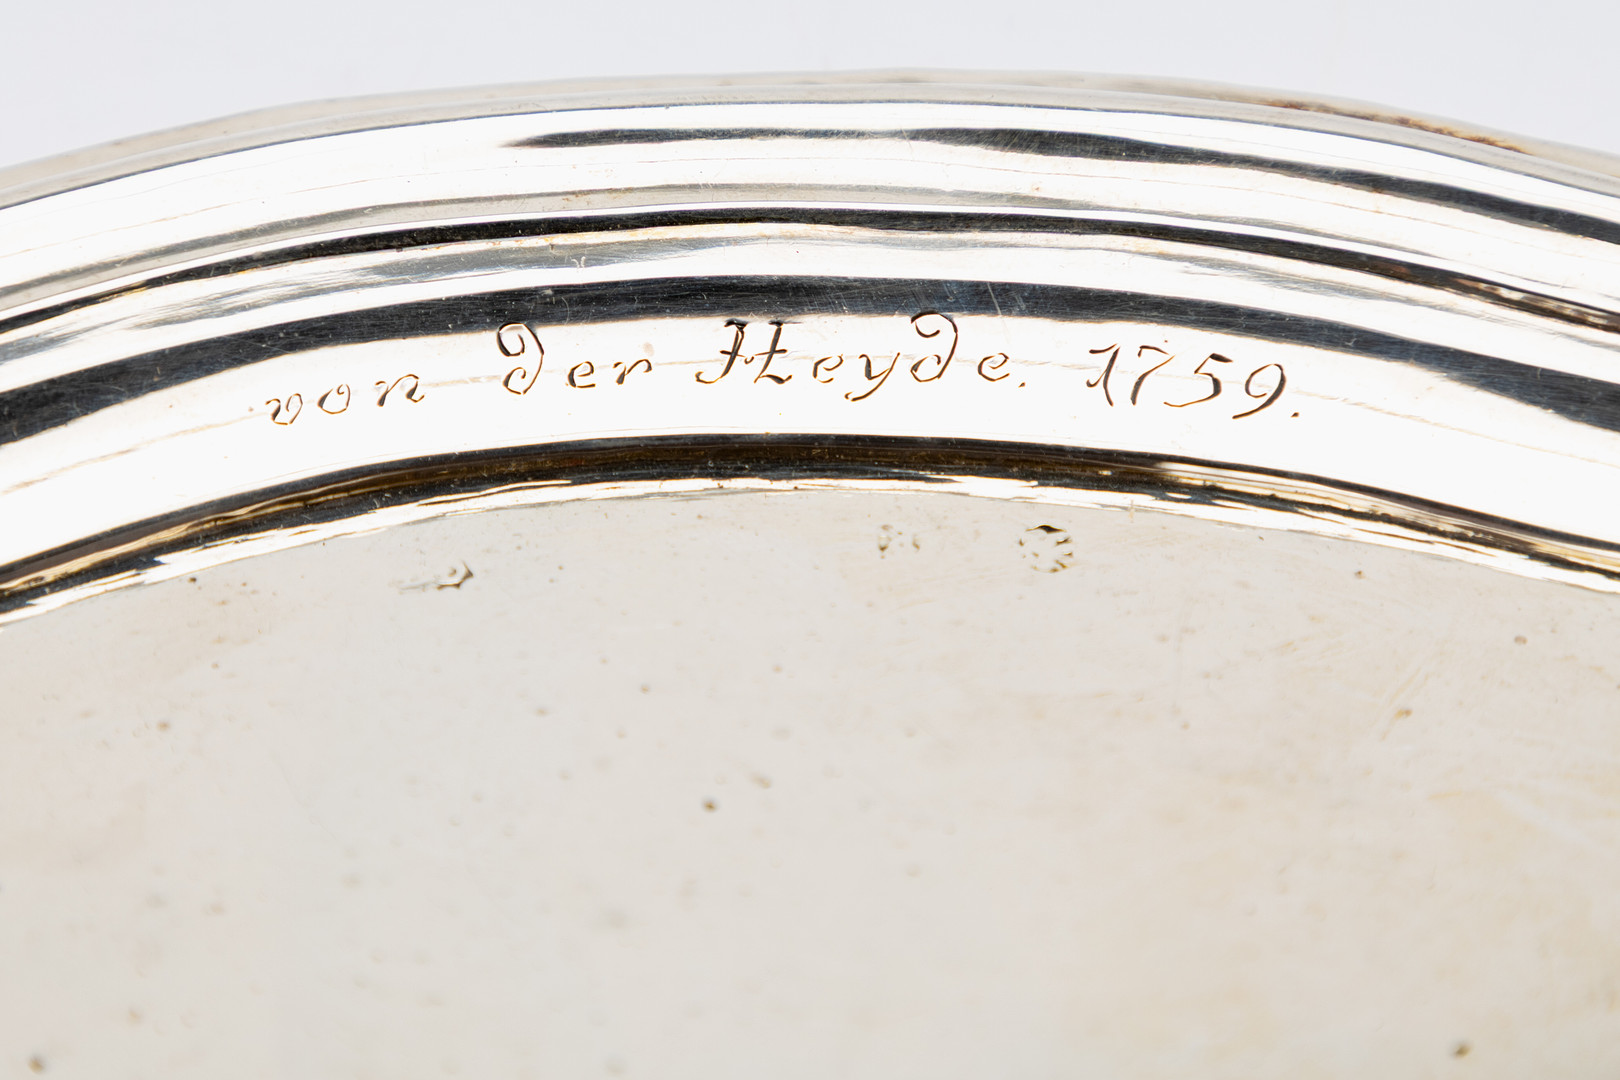 von der Heyde. 1759.